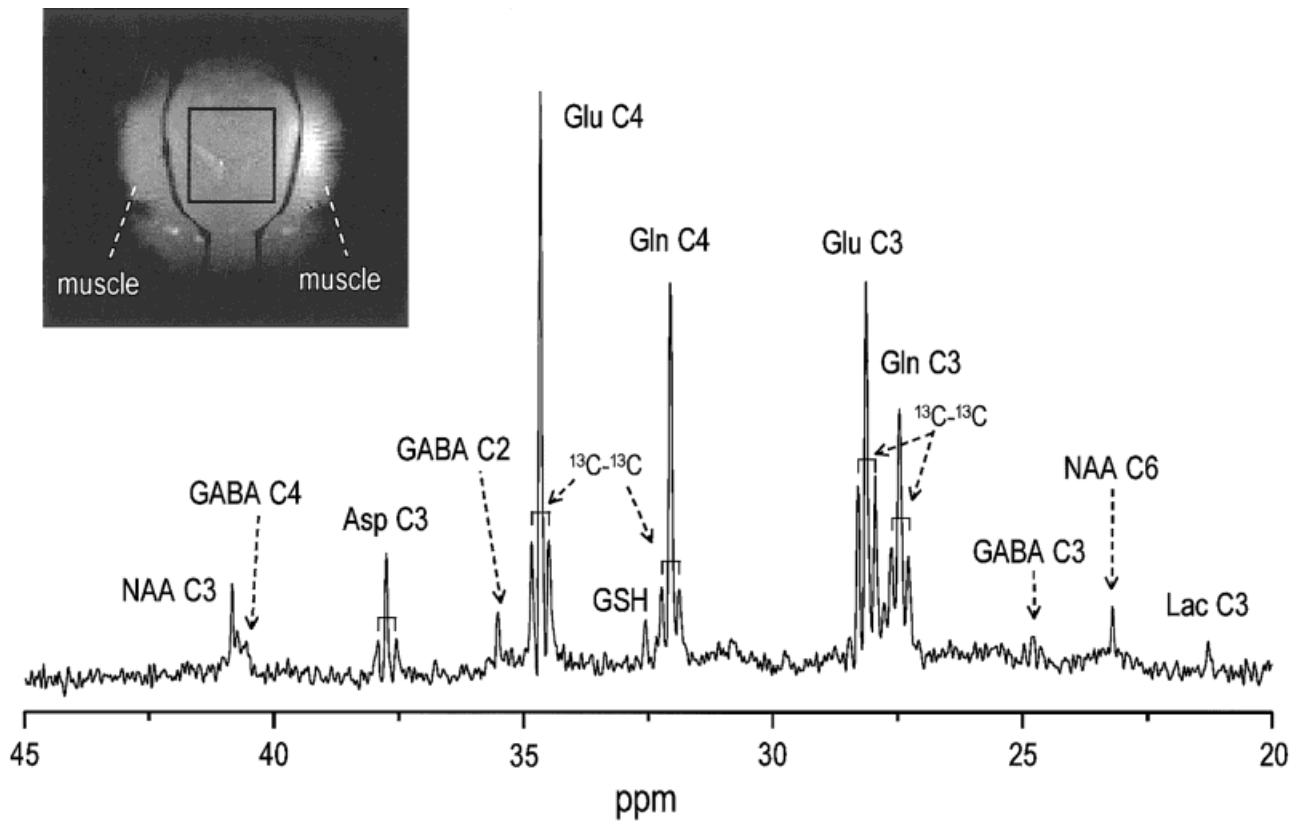 muscle
muscle
Glu C4
Gln C4
Glu C3
Gln C3
¹³C-¹³C
¹³C-¹³C
GABA C2
GABA C4
Asp C3
NAA C3
GSH
NAA C6
GABA C3
Lac C3
45 40 35 30 25 20
ppm